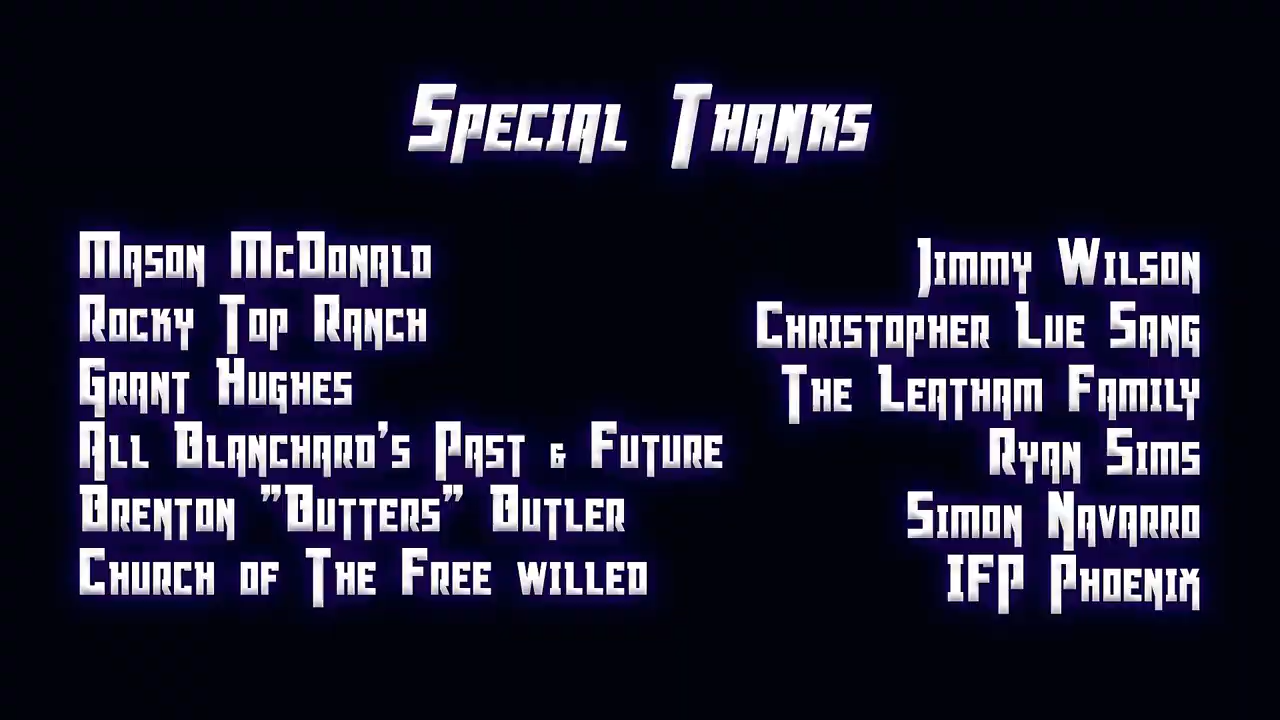 Special Thanks
Mason McDonald
Rocky Top Ranch
Grant Hughes
All Blanchard's Past & Future
Brenton "Butters" Butler
Church of The Free willed
Jimmy Wilson
Christopher Lue Sang
The Leatham Family
Ryan Sims
Simon Navarro
IFP Phoenix